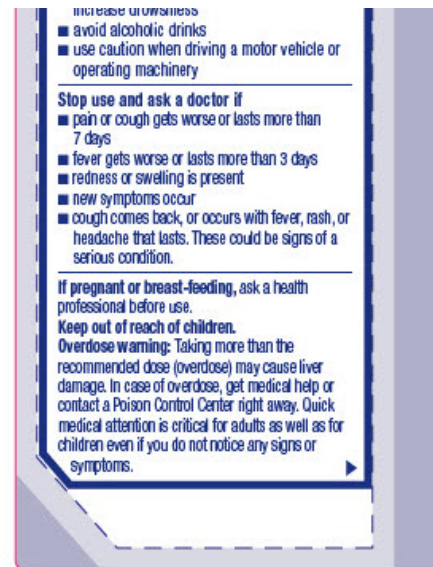 increase drowsiness
■ avoid alcoholic drinks
■ use caution when driving a motor vehicle or
operating machinery
Stop use and ask a doctor if
■ pain or cough gets worse or lasts more than
7 days
■ fever gets worse or lasts more than 3 days
■ redness or swelling is present
■ new symptoms occur
■ cough comes back, or occurs with fever, rash, or
headache that lasts. These could be signs of a
serious condition.
If pregnant or breast-feeding, ask a health
professional before use.
Keep out of reach of children.
Overdose warning: Taking more than the
recommended dose (overdose) may cause liver
damage. In case of overdose, get medical help or
contact a Poison Control Center right away. Quick
medical attention is critical for adults as well as for
children even if you do not notice any signs or
symptoms.